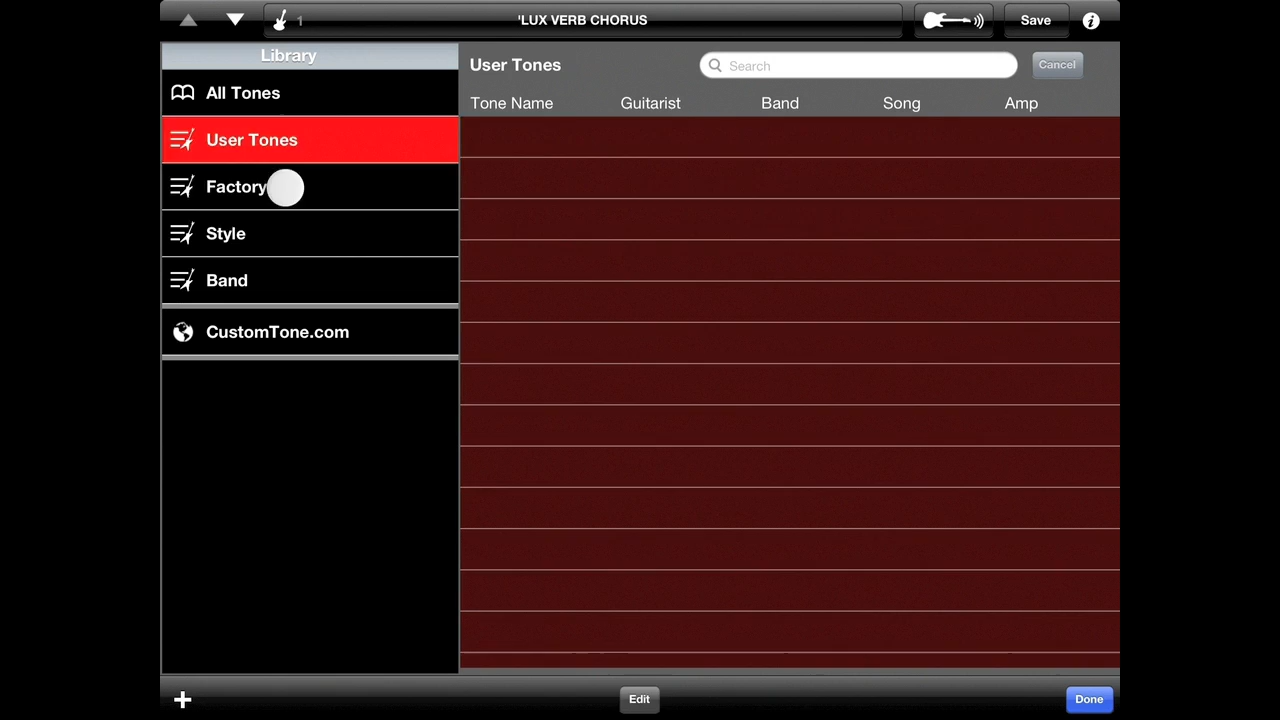 1
'LUX VERB CHORUS
Save
Library
User Tones
Search
Cancel
Tone Name
Guitarist
Band
Song
Amp
All Tones
User Tones
Factory
Style
Band
CustomTone.com
Edit
Done